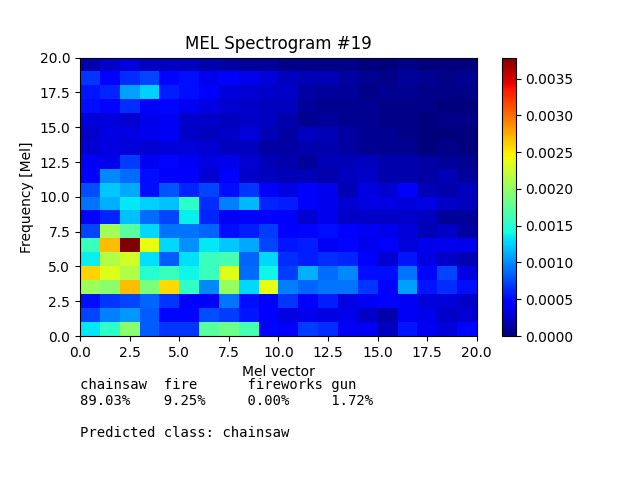 MEL Spectrogram #19
20.0
17.5
15.0
12.5
10.0
7.5
5.0
2.5
0.0
Frequency [Mel]
0.0 2.5 5.0 7.5 10.0 12.5 15.0 17.5 20.0
Mel vector
0.0035
0.0030
0.0025
0.0020
0.0015
0.0010
0.0005
0.0000
chainsaw fire fireworks gun
89.03% 9.25% 0.00% 1.72%
Predicted class: chainsaw